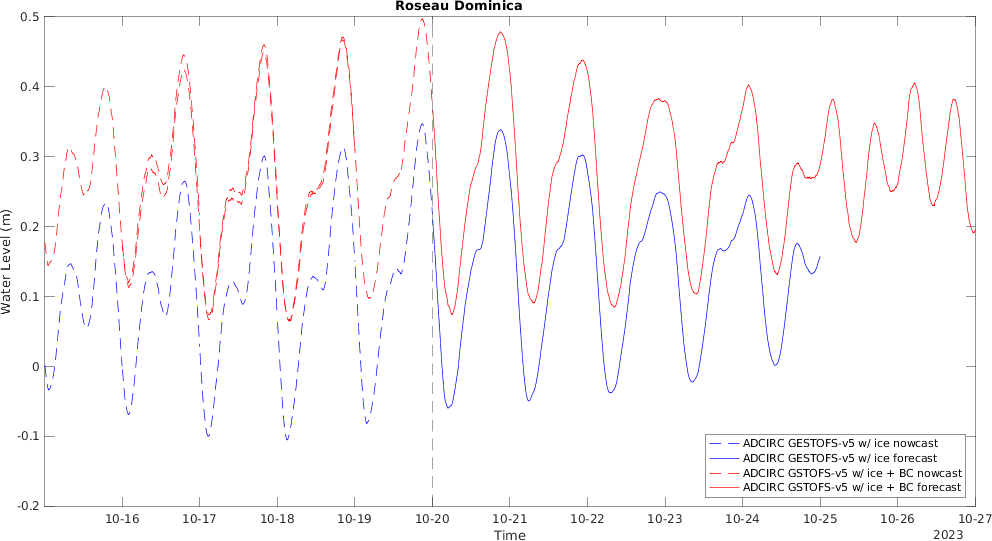 Roseau Dominica
0.5
0.4
0.3
0.2
0.1
0
-0.1
-0.2
Water Level (m)
10-16 10-17 10-18 10-19 10-20 10-21 10-22 10-23 10-24 10-25 10-26 10-27
Time
2023
ADCIRC GESTOFS-v5 w/ ice nowcast
ADCIRC GESTOFS-v5 w/ ice forecast
ADCIRC GSTOFS-v5 w/ ice + BC nowcast
ADCIRC GSTOFS-v5 w/ ice + BC forecast